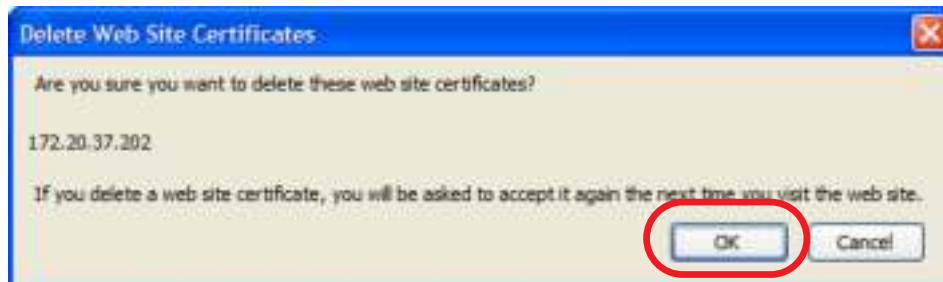 Delete Web Site Certificates
Are you sure you want to delete these web site certificates?
172.20.37.202
If you delete a web site certificate, you will be asked to accept it again the next time you visit the web site.
OK Cancel